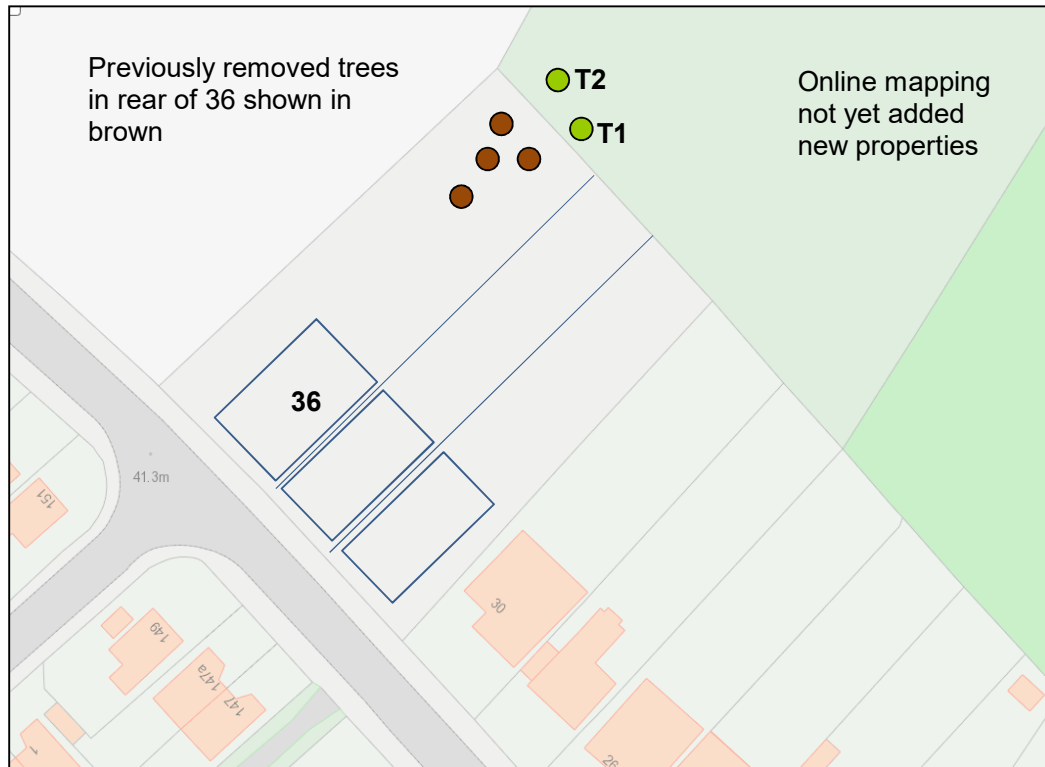 Previously removed trees
in rear of 36 shown in
brown
T2
T1
Online mapping
not yet added
new properties
36
41.3m
151
30
149
147a
147
26
1